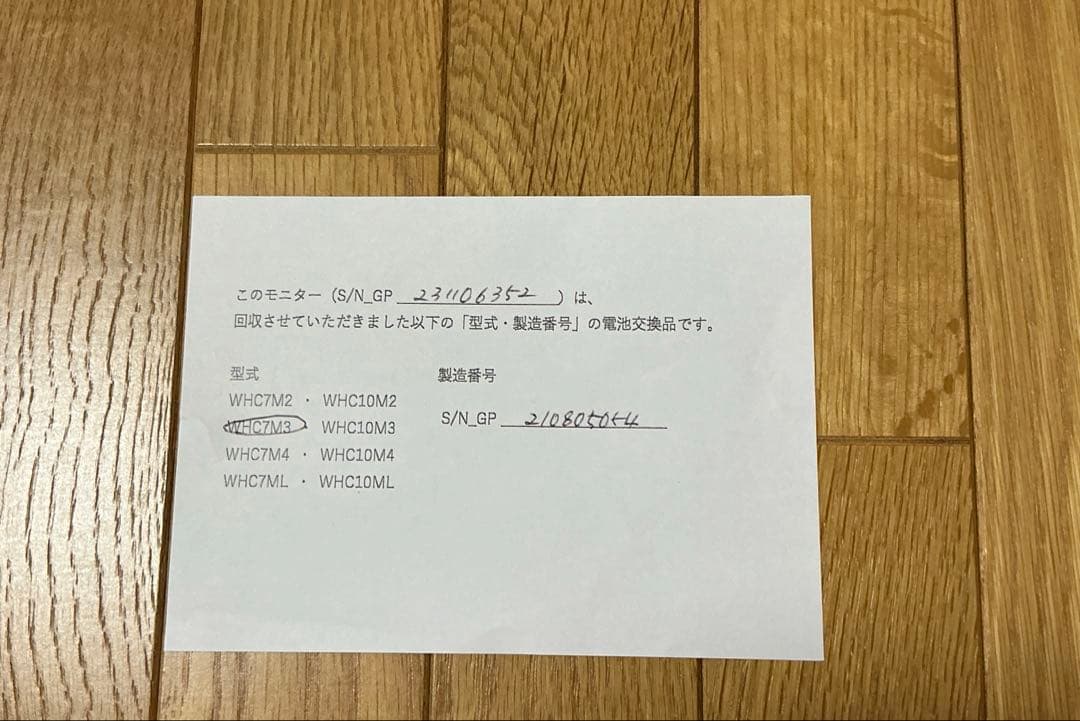 このモニター（S/N_GP 231106352 ）は、
回収させていただきました以下の「型式・製造番号」の電池交換品です。
型式
WHC7M2 ・ WHC10M2
WHC7M3 WHC10M3
WHC7M4 ・ WHC10M4
WHC7ML ・ WHC10ML
製造番号
S/N_GP 210805054